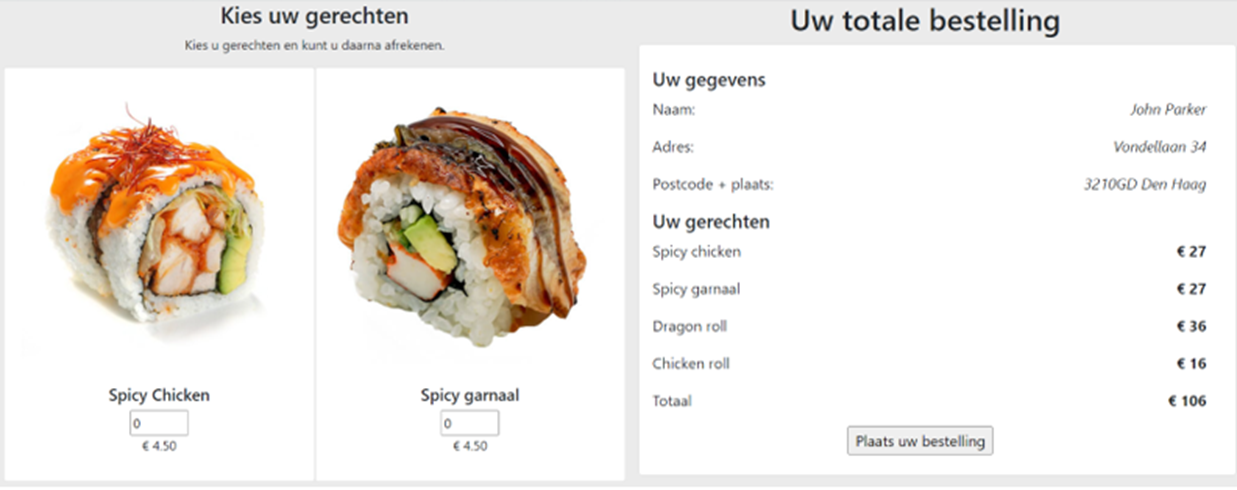 Kies uw gerechten
Kies u gerechten en kunt u daarna afrekenen.
Spicy Chicken
0
€ 4.50
Spicy garnaal
0
€ 4.50
Uw totale bestelling
Uw gegevens
Naam: John Parker
Adres: Vondellaan 34
Postcode + plaats: 3210GD Den Haag
Uw gerechten
Spicy chicken € 27
Spicy garnaal € 27
Dragon roll € 36
Chicken roll € 16
Totaal € 106
Plaats uw bestelling